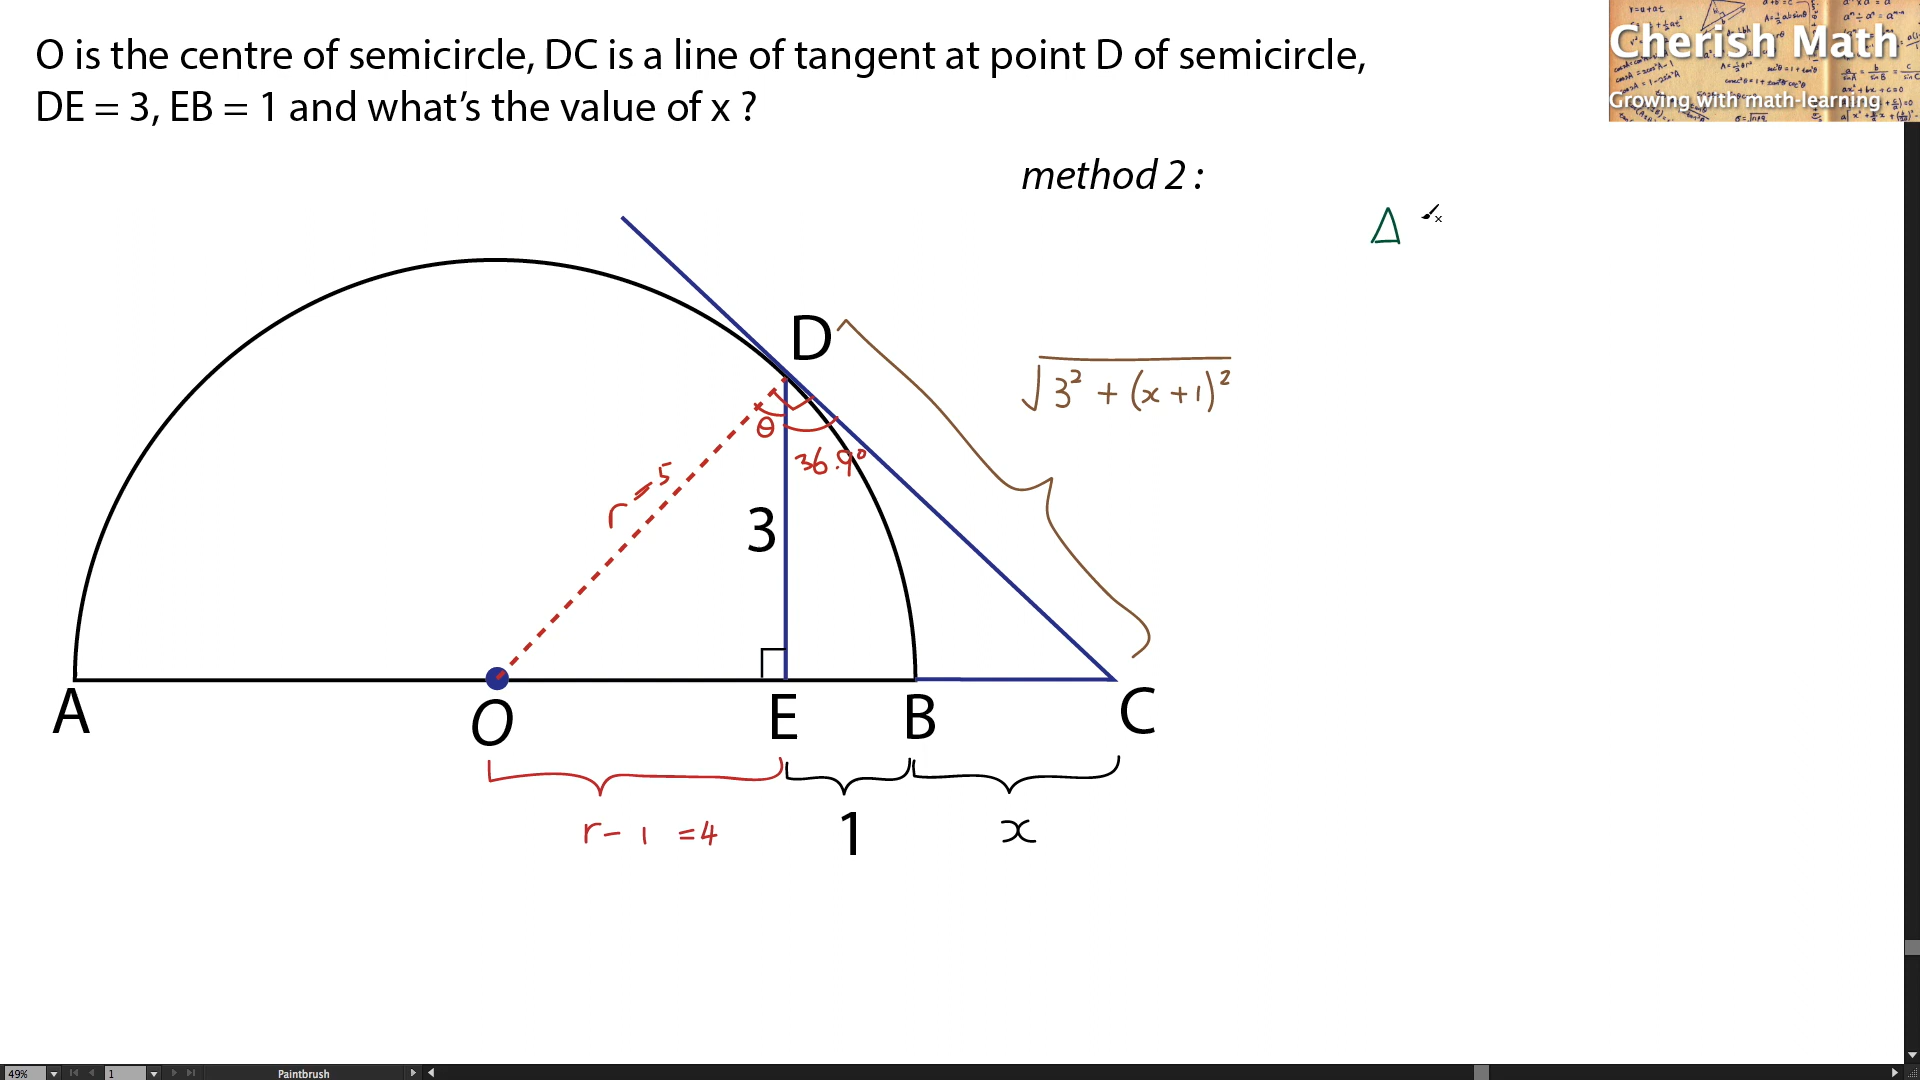 O is the centre of semicircle, DC is a line of tangent at point D of semicircle,
DE = 3, EB = 1 and what's the value of x ?
Cherish Math
Growing with math-learning
method 2 :
Δ
D
√3² + (x+1)²
θ
36.9°
r = 5
3
A
O
E
B
C
r - 1 = 4
1
x
49%
1
Paintbrush